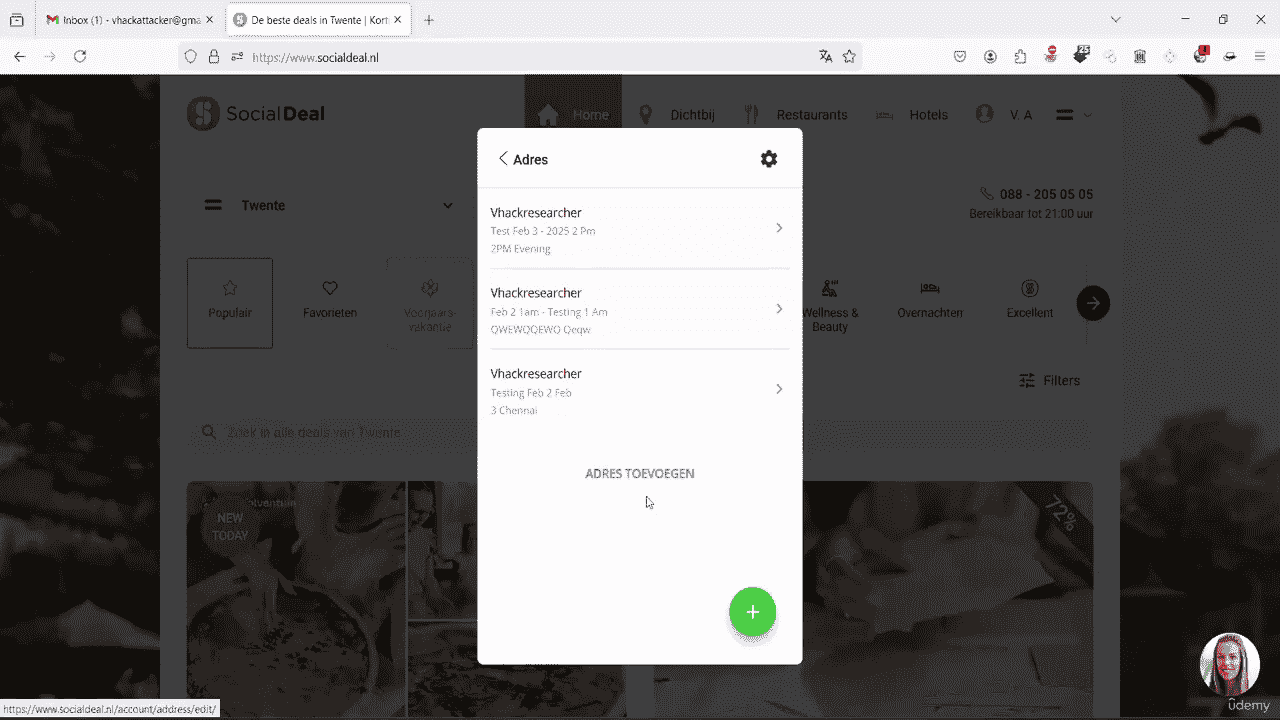 Inbox (1) - vhackattacker@gma
De beste deals in Twente | Kort
https://www.socialdeal.nl
25
4
SocialDeal
Home
Dichtbij
Restaurants
Hotels
V. A
Twente
088 - 205 05 05
Bereikbaar tot 21:00 uur
Populair
Favorieten
Voorjaars-
vakantie
Wellness &
Beauty
Overnachten
Excellent
Filters
Zoek in alle deals van Twente
NEW
TODAY
72%
Adres
Vhackresearcher
Test Feb 3 - 2025 2 Pm
2PM Evening
Vhackresearcher
Feb 2 1am - Testing 1 Am
QWEWQQEWQ Qeqw
Vhackresearcher
Testing Feb 2 Feb
3 Chennai
ADRES TOEVOEGEN
https://www.socialdeal.nl/account/address/edit/
ûdemy